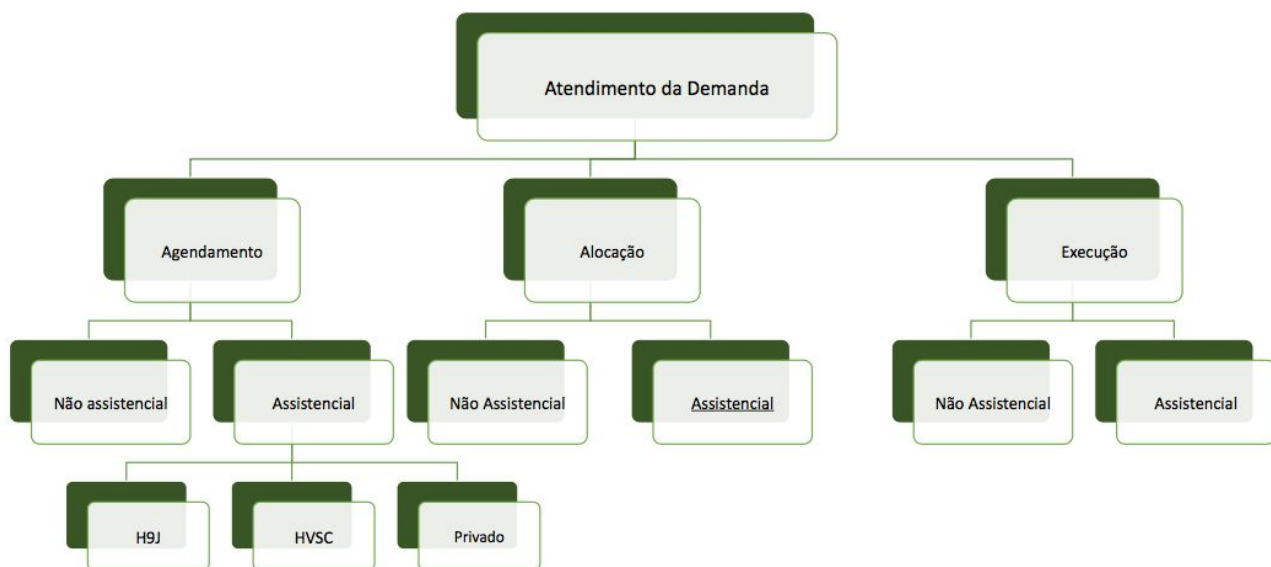 Atendimento da Demanda
Agendamento
Alocação
Execução
Não assistencial
Assistencial
Não Assistencial
Assistencial
Não Assistencial
Assistencial
H9J
HVSC
Privado